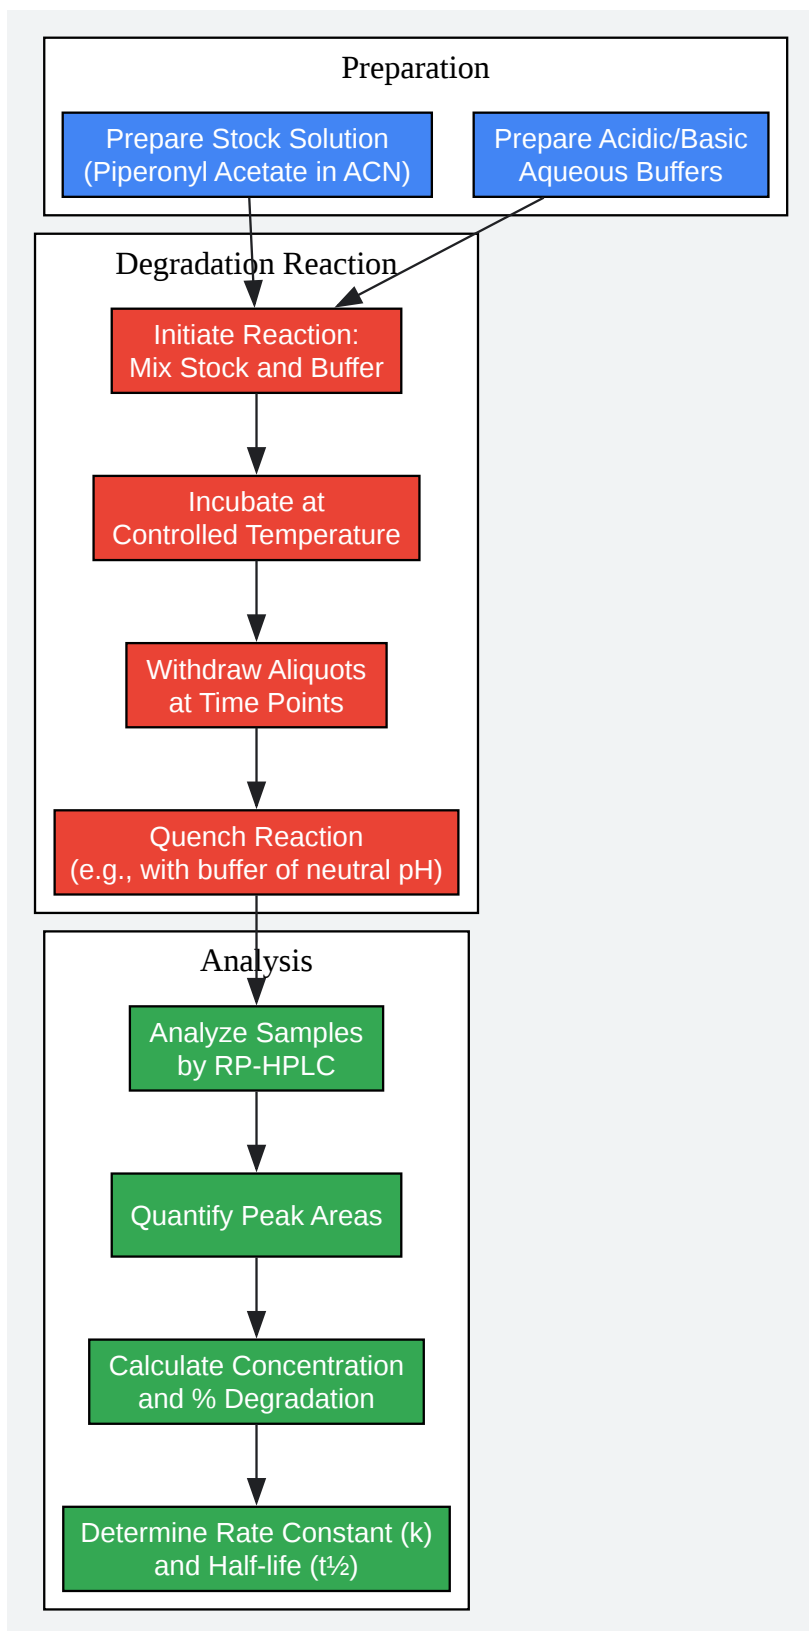 Preparation
Prepare Stock Solution
(Piperonyl Acetate in ACN)
Prepare Acidic/Basic
Aqueous Buffers
Degradation Reaction
Initiate Reaction:
Mix Stock and Buffer
Incubate at
Controlled Temperature
Withdraw Aliquots
at Time Points
Quench Reaction
(e.g., with buffer of neutral pH)
Analysis
Analyze Samples
by RP-HPLC
Quantify Peak Areas
Calculate Concentration
and % Degradation
Determine Rate Constant (k)
and Half-life (t½)